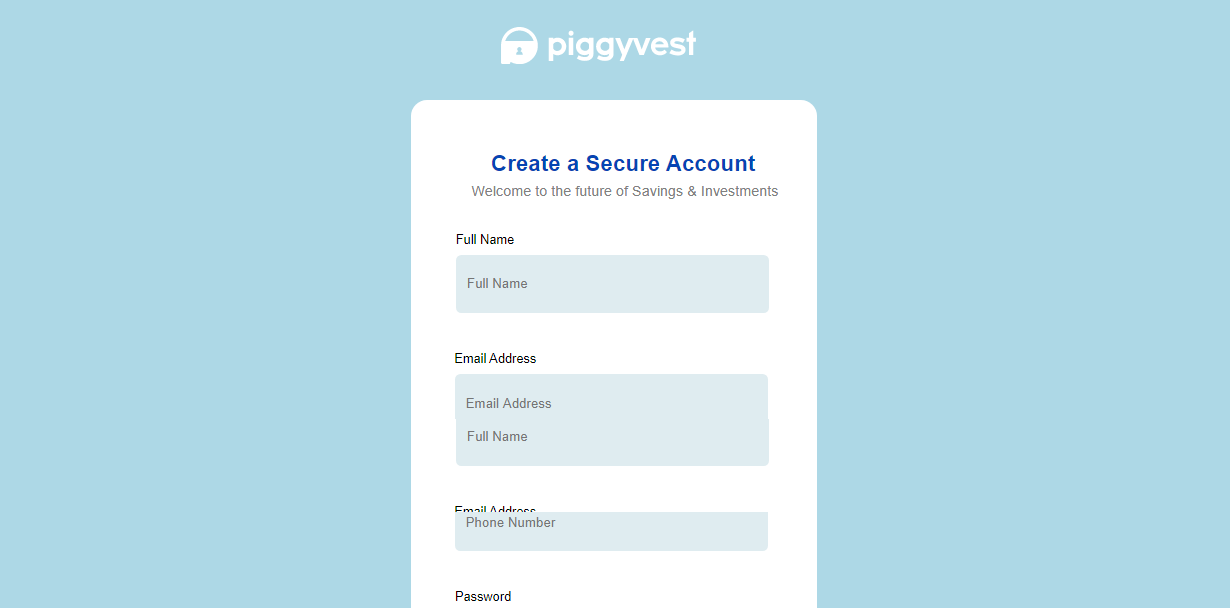 piggyvest
Create a Secure Account
Welcome to the future of Savings & Investments
Full Name
Full Name
Email Address
Email Address
Full Name
Email Address
Phone Number
Password